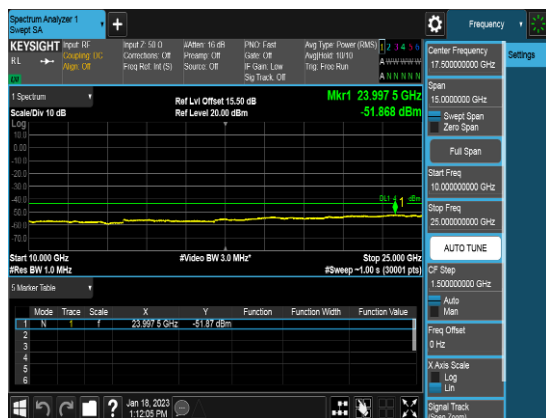 Spectrum Analyzer 1
Swept SA
+
Frequency
KEYSIGHT
RL
Input: RF
Coupling: DC
Align: Off
Input Z: 50 Ω
Corrections: Off
Freq Ref: Int (S)
#Atten: 16 dB
Preamp: Off
Source: Off
PNO: Fast
Gate: Off
IF Gain: Low
Sig Track: Off
Avg Type: Power (RMS)
Avg|Hold: 10/10
Trig: Free Run
1 2 3 4 5 6
A W W W W W
A N N N N N
1 Spectrum
Scale/Div 10 dB
Ref Lvl Offset 15.50 dB
Ref Level 20.00 dBm
Mkr1 23.997 5 GHz
-51.868 dBm
Log
10.0
0.00
-10.0
-20.0
-30.0
-40.0
-50.0
-60.0
-70.0
1
Start 10.000 GHz
#Video BW 3.0 MHz*
Stop 25.000 GHz
#Res BW 1.0 MHz
#Sweep ~1.00 s (30001 pts)
5 Marker Table
Mode Trace Scale X Y Function Function Width Function Value
1 N 1 f 23.997 5 GHz -51.87 dBm
2
3
4
5
6
Jan 18, 2023
1:12:05 PM
Center Frequency
17.500000000 GHz
Settings
Span
15.0000000 GHz
Swept Span
Zero Span
Full Span
Start Freq
10.000000000 GHz
Stop Freq
25.000000000 GHz
AUTO TUNE
CF Step
1.500000000 GHz
Auto
Man
Freq Offset
0 Hz
X Axis Scale
Log
Lin
Signal Track
(Span Zoom)